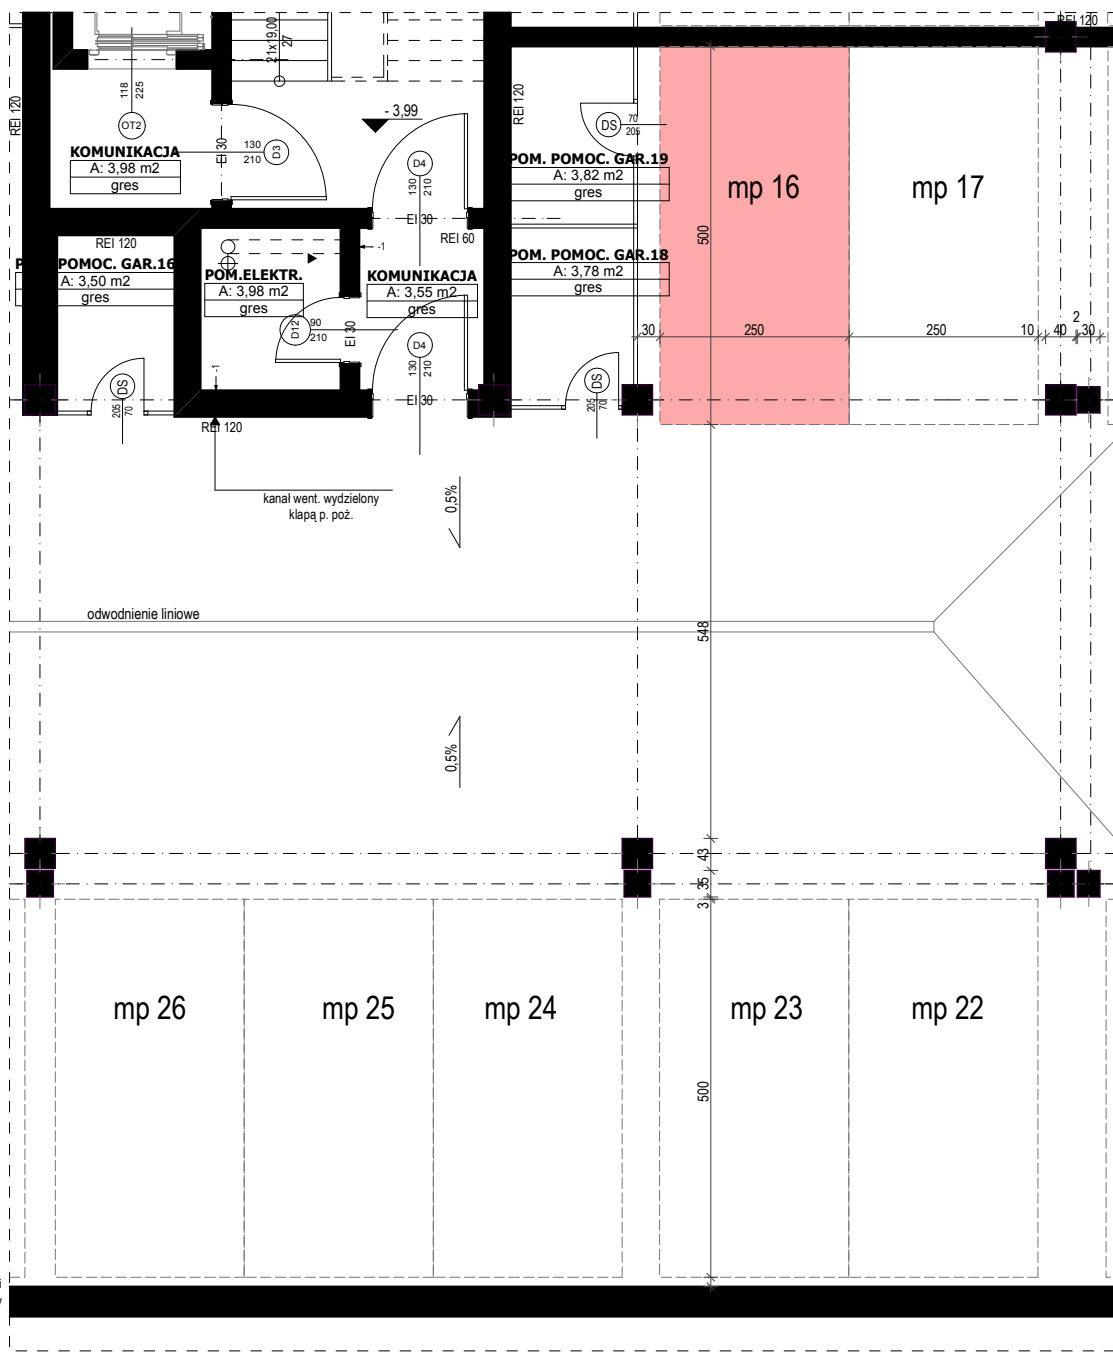 REI 120
21x19,00
27
118
225
REI 120
OT2
- 3,99
REI 120
70
205
DS
KOMUNIKACJA
A: 3,98 m2
gres
130
210
D3
EI 30
D4
130
210
POM. POMOC. GAR.19
A: 3,82 m2
gres
mp 16
mp 17
EI 30
REI 60
REI 120
-1
500
POMOC. GAR.16
A: 3,50 m2
gres
POM.ELEKTR.
A: 3,98 m2
gres
KOMUNIKACJA
A: 3,55 m2
gres
POM. POMOC. GAR.18
A: 3,78 m2
gres
D12
90
210
EI 30
D4
130
210
30
250
250
10
40
2
30
-1
DS
205
70
EI 30
DS
205
70
REI 120
kanał went. wydzielony
klapą p. poż.
0,5%
odwodnienie liniowe
548
0,5%
43
35
3
mp 26
mp 25
mp 24
mp 23
mp 22
500